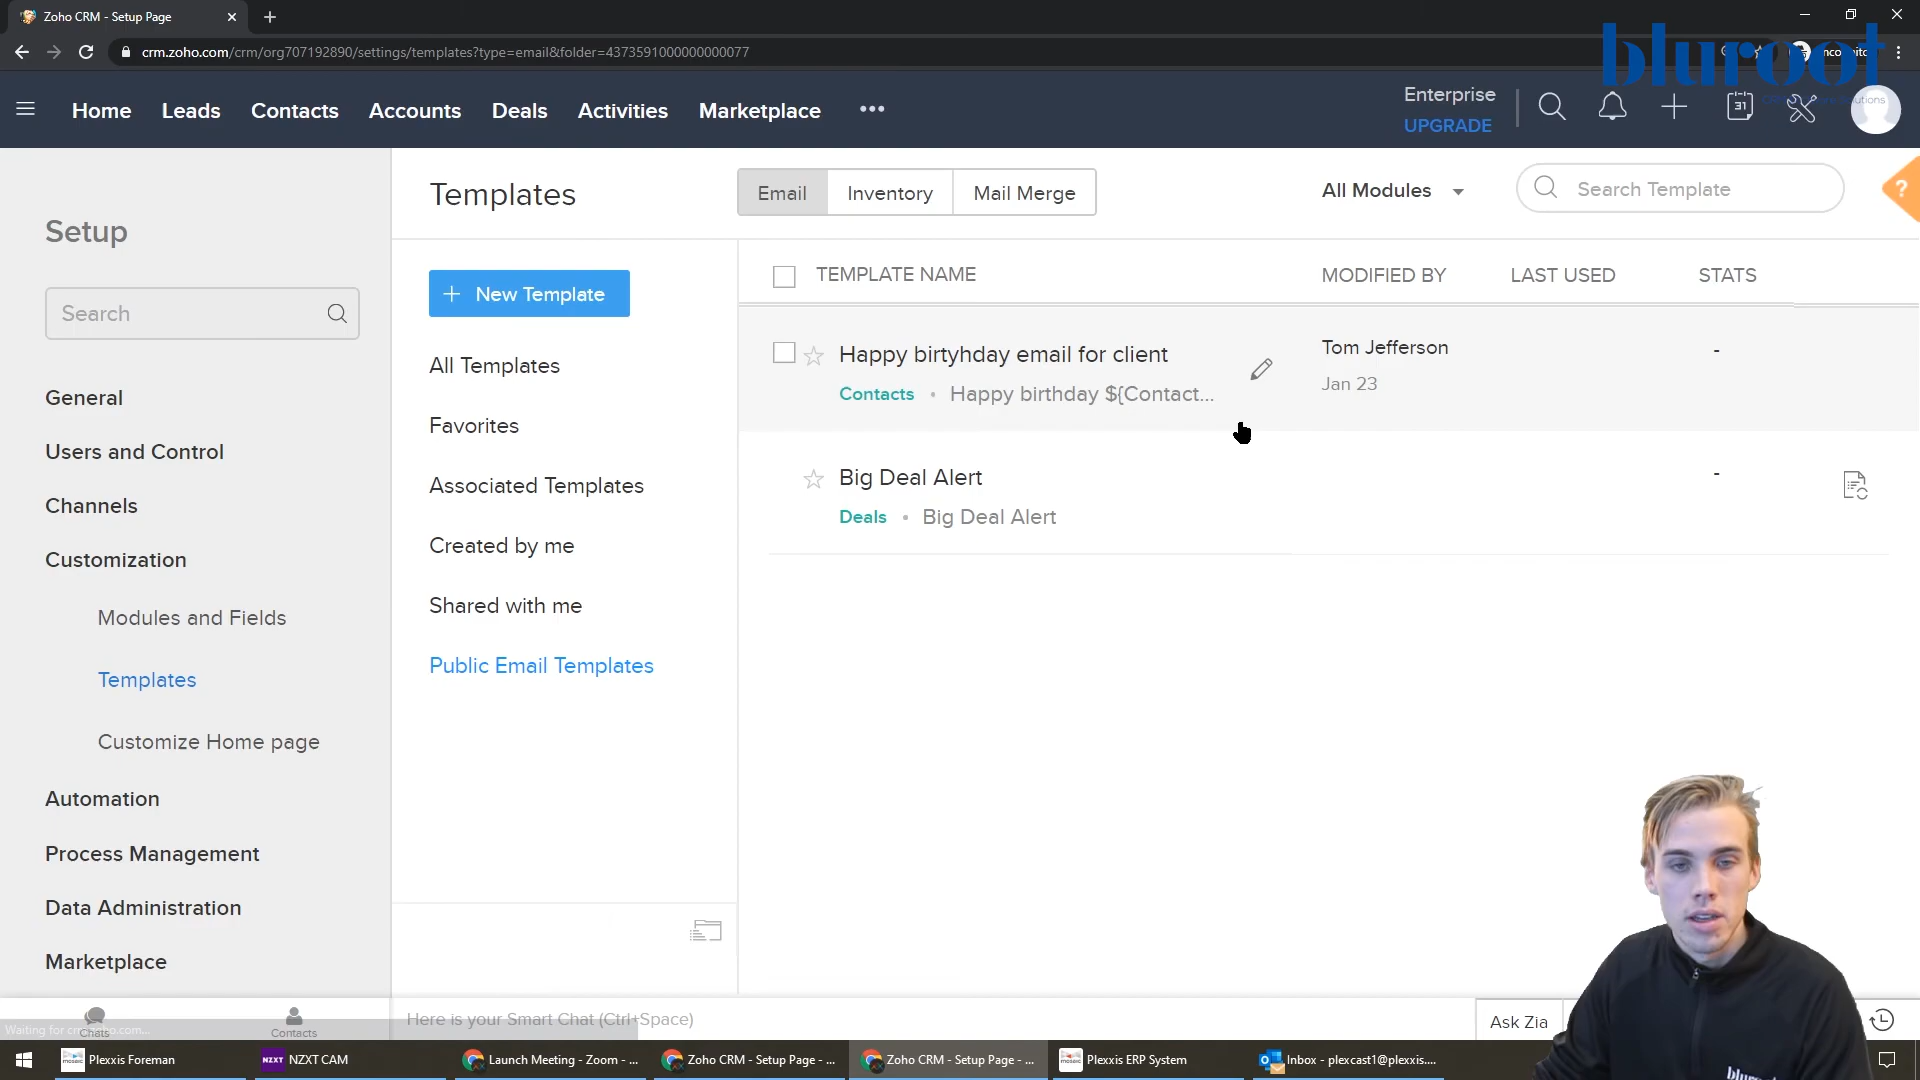 Zoho CRM - Setup Page
crm.zoho.com/crm/org707192890/settings/templates?type=email&folder=4373591000000000077
bluroot
Home
Leads
Contacts
Accounts
Deals
Activities
Marketplace
Enterprise
UPGRADE
31
Setup
Search
General
Users and Control
Channels
Customization
Modules and Fields
Templates
Customize Home page
Automation
Process Management
Data Administration
Marketplace
Templates
Email
Inventory
Mail Merge
All Modules
Search Template
?
New Template
All Templates
Favorites
Associated Templates
Created by me
Shared with me
Public Email Templates
TEMPLATE NAME
MODIFIED BY
LAST USED
STATS
Happy birtyhday email for client
Contacts • Happy birthday ${Contact...
Tom Jefferson
Jan 23
-
Big Deal Alert
Deals • Big Deal Alert
-
Chats
Contacts
Here is your Smart Chat (Ctrl+Space)
Ask Zia
Plexxis Foreman
NZXT
NZXT CAM
Launch Meeting - Zoom - ...
Zoho CRM - Setup Page - ...
Zoho CRM - Setup Page - ...
Plexxis ERP System
Inbox - plexcast1@plexxis....
bluroot